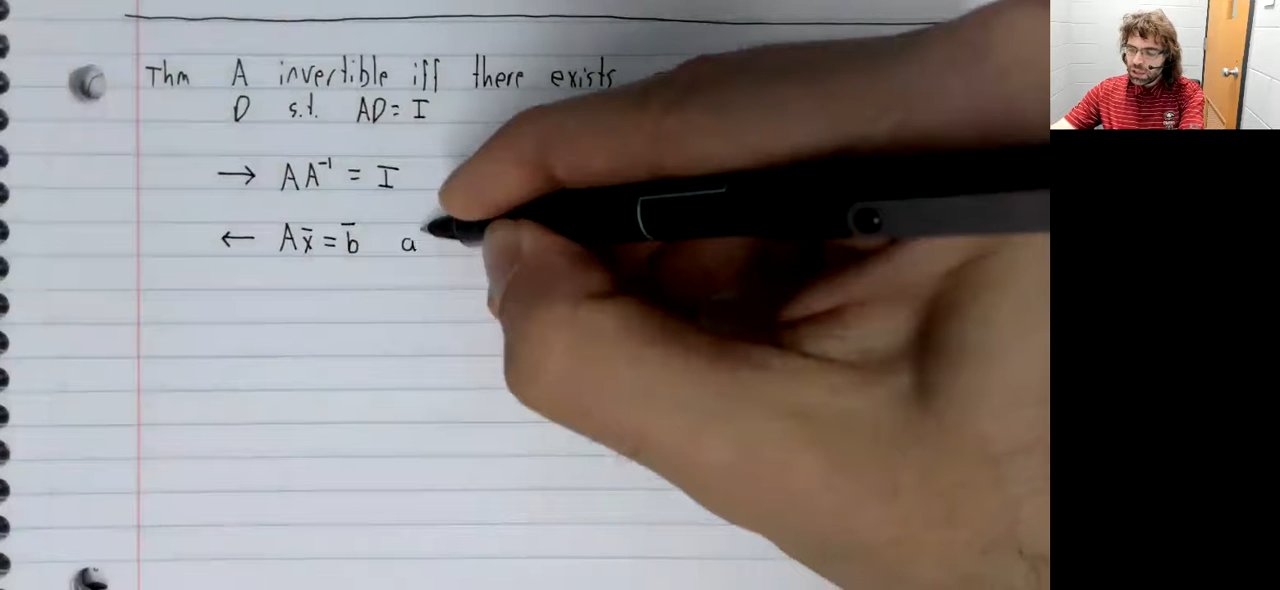 Thm A invertible iff there exists
D s.t. AD = I
→ AA⁻¹ = I
← Ax̄ = b̄ a